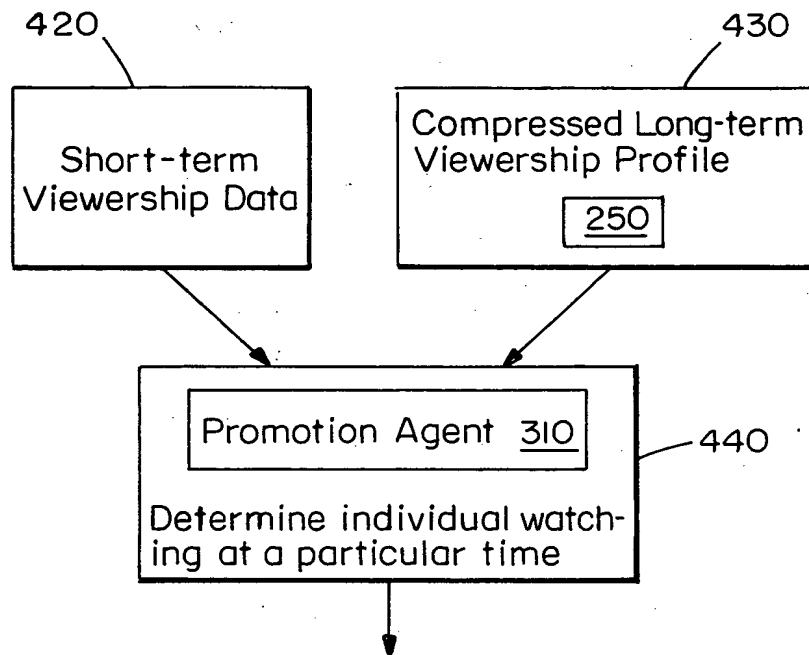 420
430
Short-term
Viewership Data
Compressed Long-term
Viewership Profile
250
Promotion Agent 310
440
Determine individual watch-
ing at a particular time